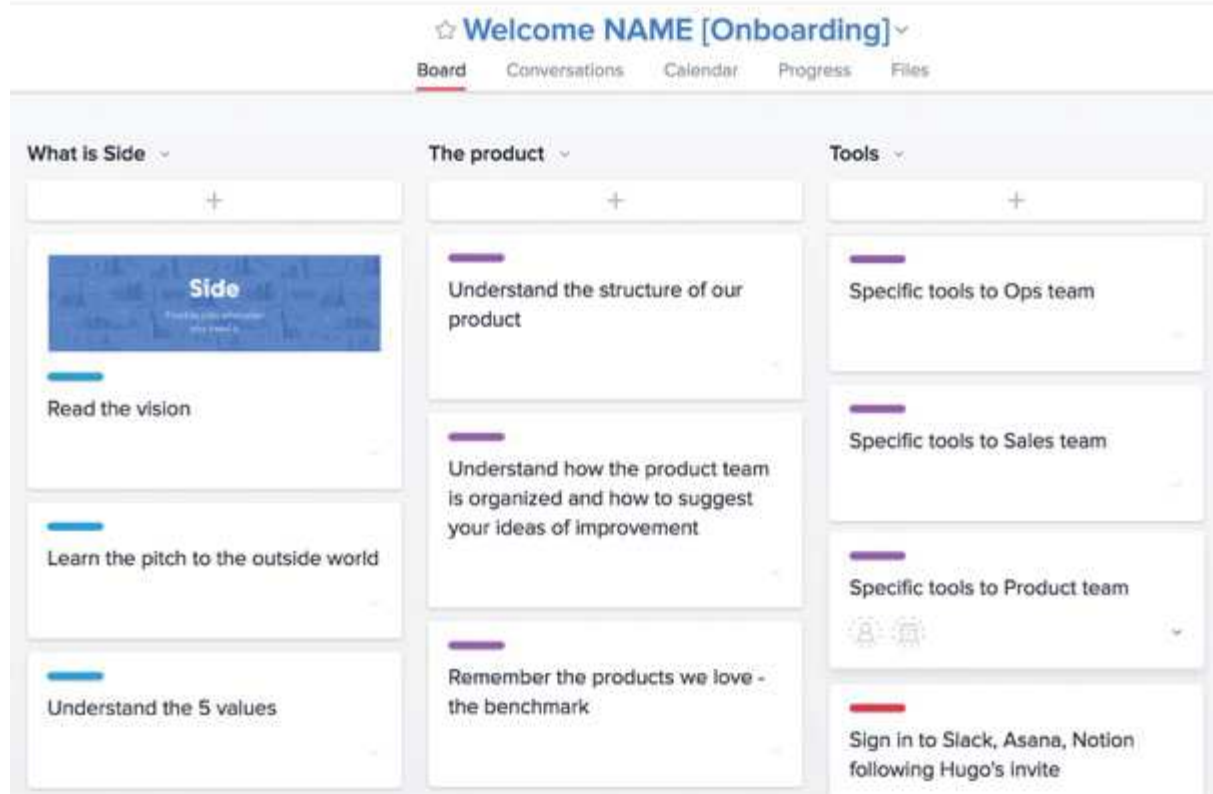 Welcome NAME [Onboarding]
Board Conversations Calendar Progress Files
What is Side
Side
Read the vision
Learn the pitch to the outside world
Understand the 5 values
The product
Understand the structure of our
product
Understand how the product team
is organized and how to suggest
your ideas of improvement
Remember the products we love -
the benchmark
Tools
Specific tools to Ops team
Specific tools to Sales team
Specific tools to Product team
Sign in to Slack, Asana, Notion
following Hugo's invite